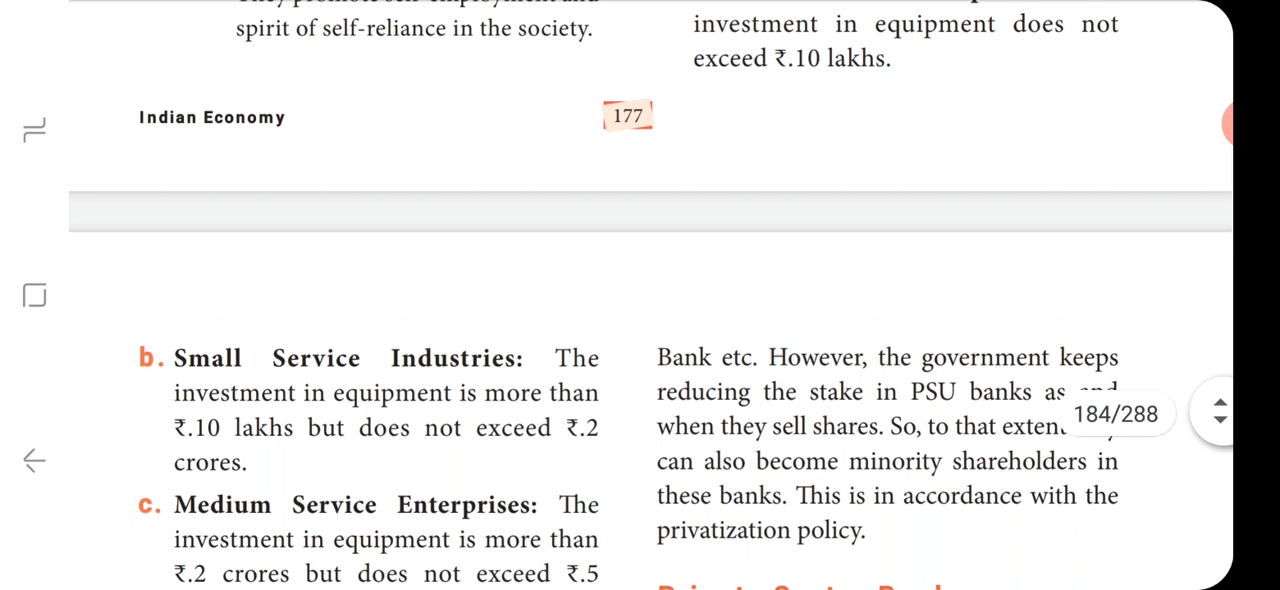 spirit of self-reliance in the society.
investment in equipment does not
exceed ₹.10 lakhs.
Indian Economy
177
b. Small Service Industries: The
investment in equipment is more than
₹.10 lakhs but does not exceed ₹.2
crores.
c. Medium Service Enterprises: The
investment in equipment is more than
₹.2 crores but does not exceed ₹.5
Bank etc. However, the government keeps
reducing the stake in PSU banks as and
when they sell shares. So, to that exten
can also become minority shareholders in
these banks. This is in accordance with the
privatization policy.
184/288